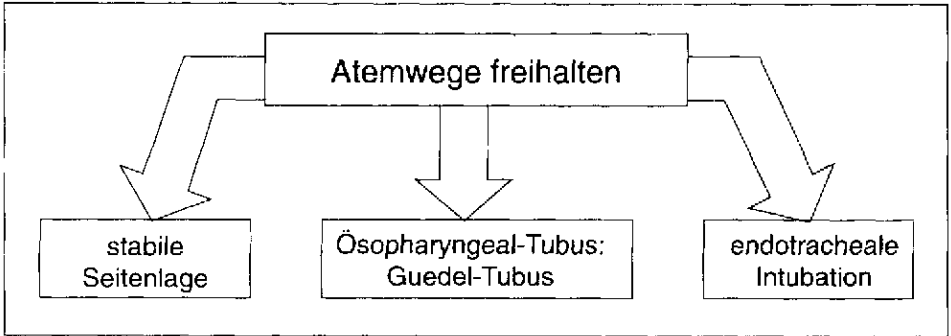 Atemwege freihalten
stabile
Seitenlage
Ösopharyngeal-Tubus:
Guedel-Tubus
endotracheale
Intubation